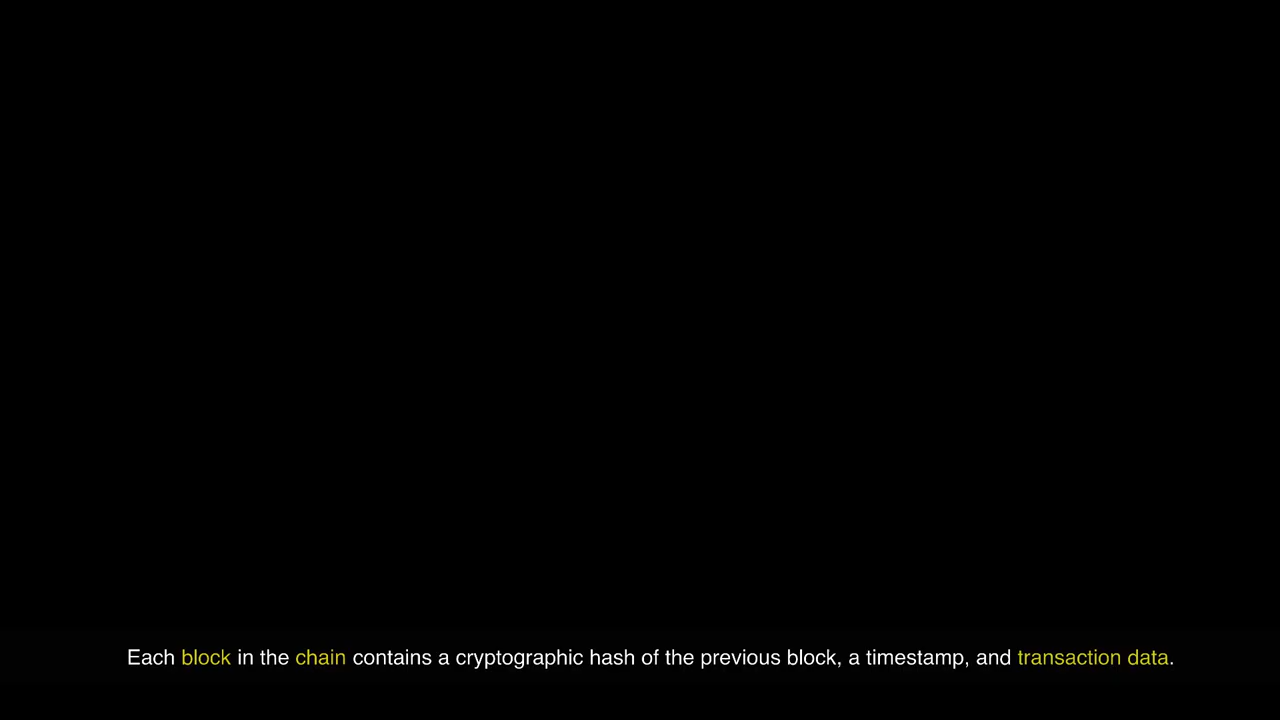 Each block in the chain contains a cryptographic hash of the previous block, a timestamp, and transaction data.